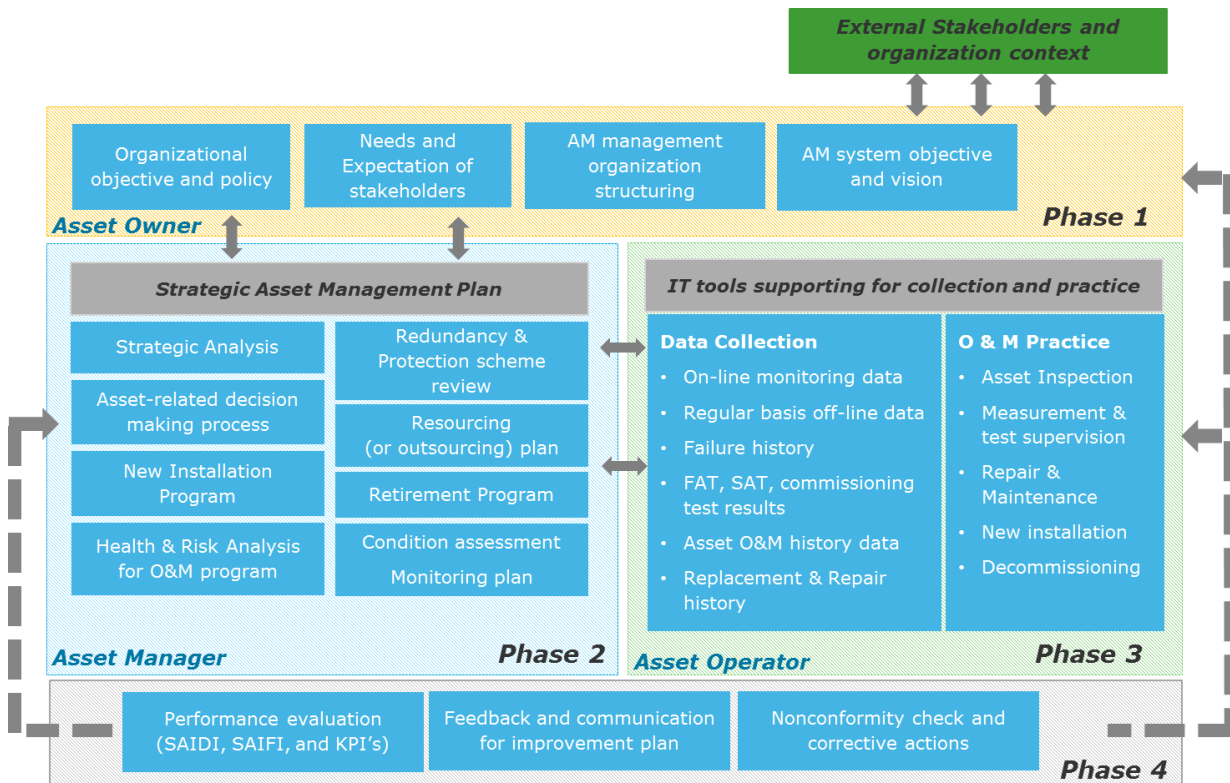 External Stakeholders and
organization context
Organizational
objective and policy
Needs and
Expectation of
stakeholders
AM management
organization
structuring
AM system objective
and vision
Asset Owner
Phase 1
Strategic Asset Management Plan
Strategic Analysis
Asset-related decision
making process
New Installation
Program
Health & Risk Analysis
for O&M program
Redundancy &
Protection scheme
review
Resourcing
(or outsourcing) plan
Retirement Program
Condition assessment
Monitoring plan
Asset Manager
Phase 2
IT tools supporting for collection and practice
Data Collection
• On-line monitoring data
• Regular basis off-line data
• Failure history
• FAT, SAT, commissioning
test results
• Asset O&M history data
• Replacement & Repair
history
O & M Practice
• Asset Inspection
• Measurement &
test supervision
• Repair &
Maintenance
• New installation
• Decommissioning
Asset Operator
Phase 3
Performance evaluation
(SAIDI, SAIFI, and KPI's)
Feedback and communication
for improvement plan
Nonconformity check and
corrective actions
Phase 4